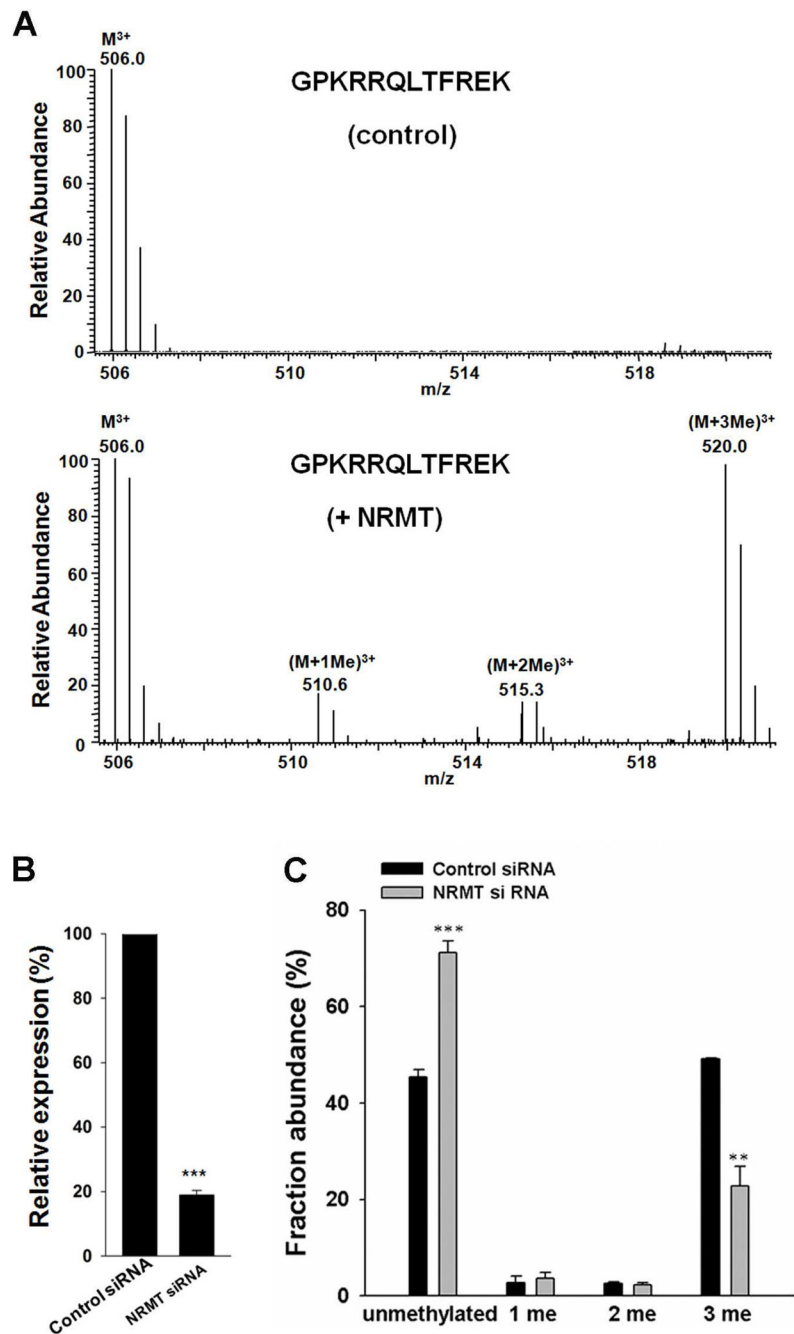 A
M3+
506.0
GPKRRQLTFREK
(control)
Relative Abundance
100
80
60
40
20
0
506
510
514
518
m/z
M3+
506.0
GPKRRQLTFREK
(+ NRMT)
(M+3Me)3+
520.0
(M+1Me)3+
510.6
(M+2Me)3+
515.3
Relative Abundance
100
80
60
40
20
0
506
510
514
518
m/z
B
Relative expression (%)
100
80
60
40
20
0
***
Control siRNA
NRMT siRNA
C
Control siRNA
NRMT si RNA
Fraction abundance (%)
80
60
40
20
0
***
**
unmethylated
1 me
2 me
3 me